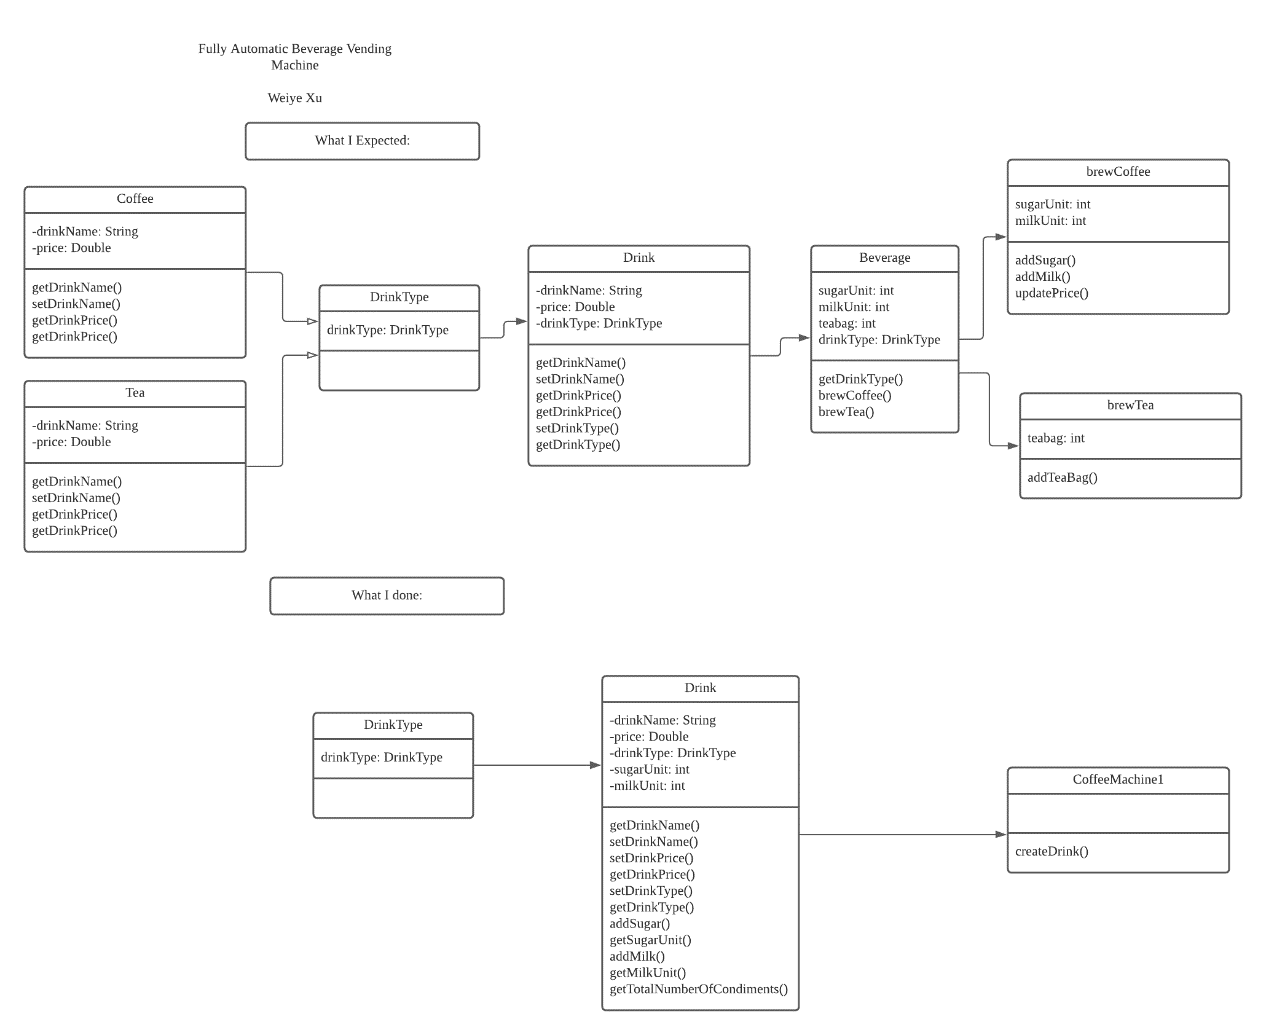 Fully Automatic Beverage Vending
Machine
Weiye Xu
What I Expected:
Coffee
-drinkName: String
-price: Double
getDrinkName()
setDrinkName()
getDrinkPrice()
getDrinkPrice()
Tea
-drinkName: String
-price: Double
getDrinkName()
setDrinkName()
getDrinkPrice()
getDrinkPrice()
DrinkType
drinkType: DrinkType
Drink
-drinkName: String
-price: Double
-drinkType: DrinkType
getDrinkName()
setDrinkName()
getDrinkPrice()
getDrinkPrice()
setDrinkType()
getDrinkType()
Beverage
sugarUnit: int
milkUnit: int
teabag: int
drinkType: DrinkType
getDrinkType()
brewCoffee()
brewTea()
brewCoffee
sugarUnit: int
milkUnit: int
addSugar()
addMilk()
updatePrice()
brewTea
teabag: int
addTeaBag()
What I done:
DrinkType
drinkType: DrinkType
Drink
-drinkName: String
-price: Double
-drinkType: DrinkType
-sugarUnit: int
-milkUnit: int
getDrinkName()
setDrinkName()
setDrinkPrice()
getDrinkPrice()
setDrinkType()
getDrinkType()
addSugar()
getSugarUnit()
addMilk()
getMilkUnit()
getTotalNumberOfCondiments()
CoffeeMachine1
createDrink()